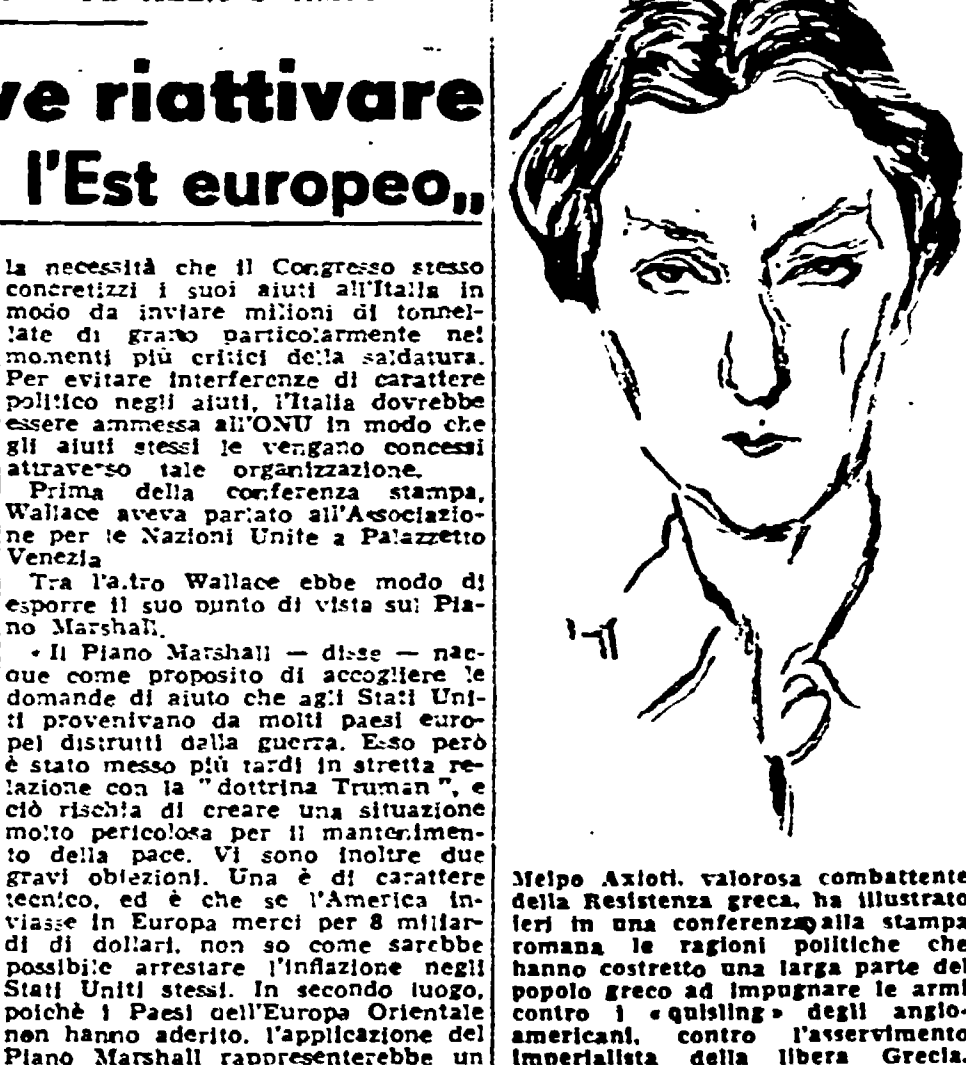 ve riattivare
l'Est europeo„
la necessità che il Congresso stesso
concretizzi i suoi aiuti all'Italia in
modo da inviare milioni di tonnel-
late di grano particolarmente nei
momenti più critici della saldatura.
Per evitare interferenze di carattere
politico negli aiuti, l'Italia dovrebbe
essere ammessa all'ONU in modo che
gli aiuti stessi le vengano concessi
attraverso tale organizzazione.
Prima della conferenza stampa,
Wallace aveva parlato all'Associazio-
ne per le Nazioni Unite a Palazzetto
Venezia
Tra l'altro Wallace ebbe modo di
esporre il suo punto di vista sul Pia-
no Marshall.
« Il Piano Marshall — disse — nac-
que come proposito di accogliere le
domande di aiuto che agli Stati Uni-
ti provenivano da molti paesi euro-
pei distrutti dalla guerra. Esso però
è stato messo più tardi in stretta re-
lazione con la "dottrina Truman", e
ciò rischia di creare una situazione
molto pericolosa per il mantenimen-
to della pace. Vi sono inoltre due
gravi obiezioni. Una è di carattere
tecnico, ed è che se l'America in-
viasse in Europa merci per 8 miliar-
di di dollari, non so come sarebbe
possibile arrestare l'inflazione negli
Stati Uniti stessi. In secondo luogo,
poichè i Paesi dell'Europa Orientale
non hanno aderito, l'applicazione del
Piano Marshall rappresenterebbe un
Melpo Axioti, valorosa combattente
della Resistenza greca, ha illustrato
ieri in una conferenza alla stampa
romana le ragioni politiche che
hanno costretto una larga parte del
popolo greco ad impugnare le armi
contro i « quisling » degli anglo-
americani, contro l'asservimento
imperialista della libera Grecia.